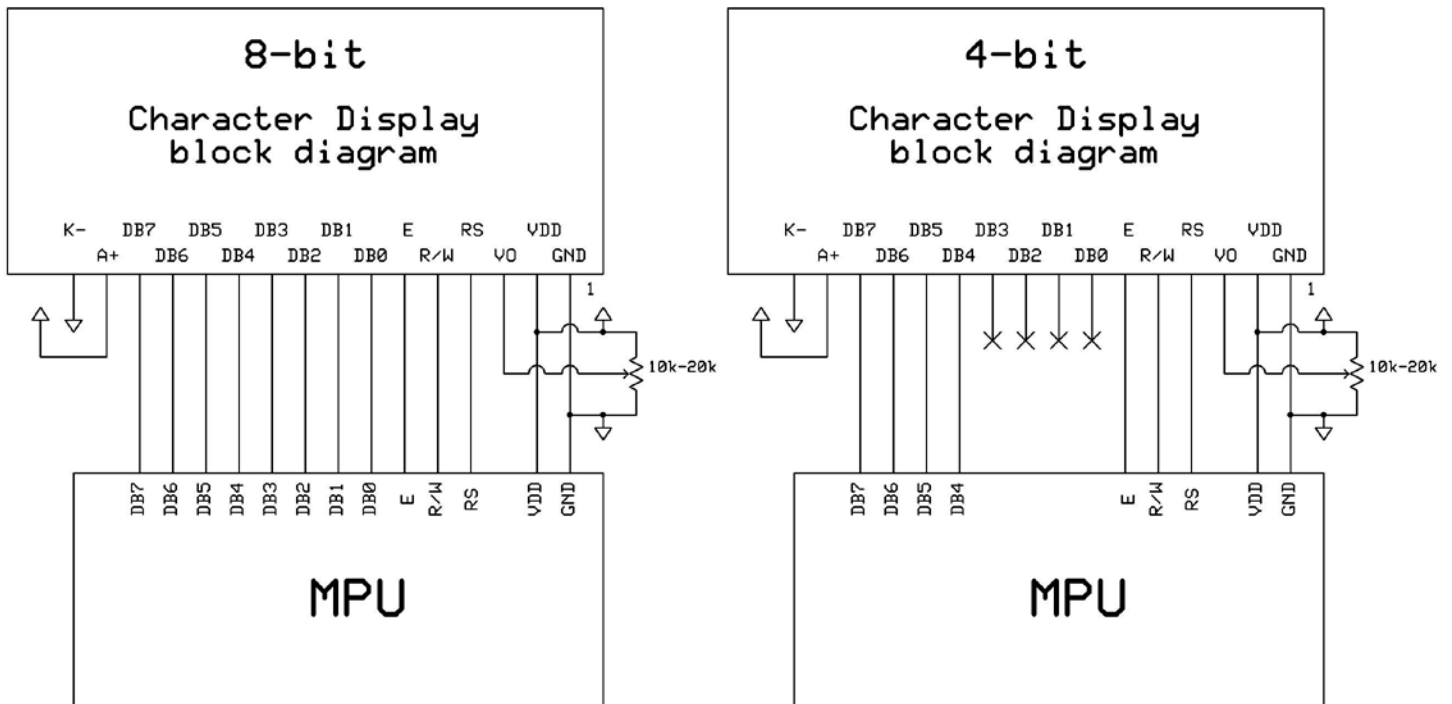 8-bit
Character Display
block diagram
K- DB7 DB5 DB3 DB1 E RS VDD
A+ DB6 DB4 DB2 DB0 R/W VO GND
1
10k-20k
DB7 DB6 DB5 DB4 DB3 DB2 DB1 DB0 E R/W RS VDD GND
MPU
4-bit
Character Display
block diagram
K- DB7 DB5 DB3 DB1 E RS VDD
A+ DB6 DB4 DB2 DB0 R/W VO GND
1
10k-20k
DB7 DB6 DB5 DB4 E R/W RS VDD GND
MPU